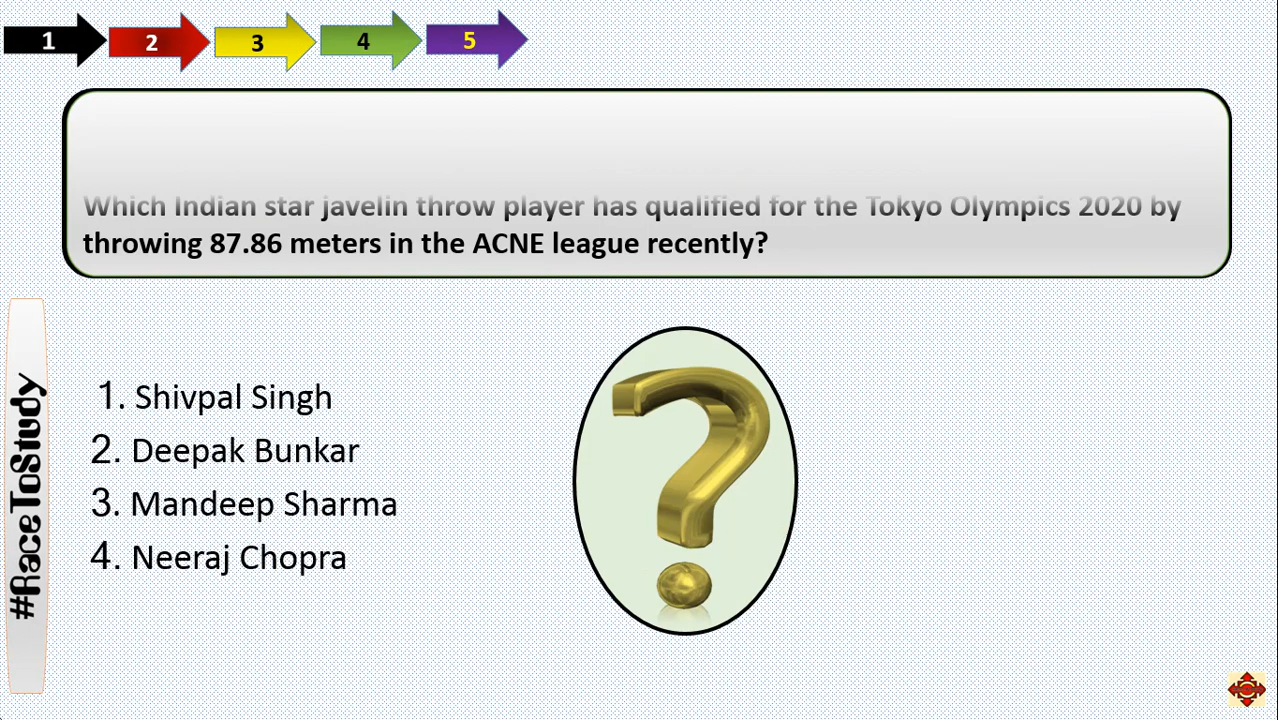 1 2 3 4 5
Which Indian star javelin throw player has qualified for the Tokyo Olympics 2020 by
throwing 87.86 meters in the ACNE league recently?
#RaceToStudy
1. Shivpal Singh
2. Deepak Bunkar
3. Mandeep Sharma
4. Neeraj Chopra